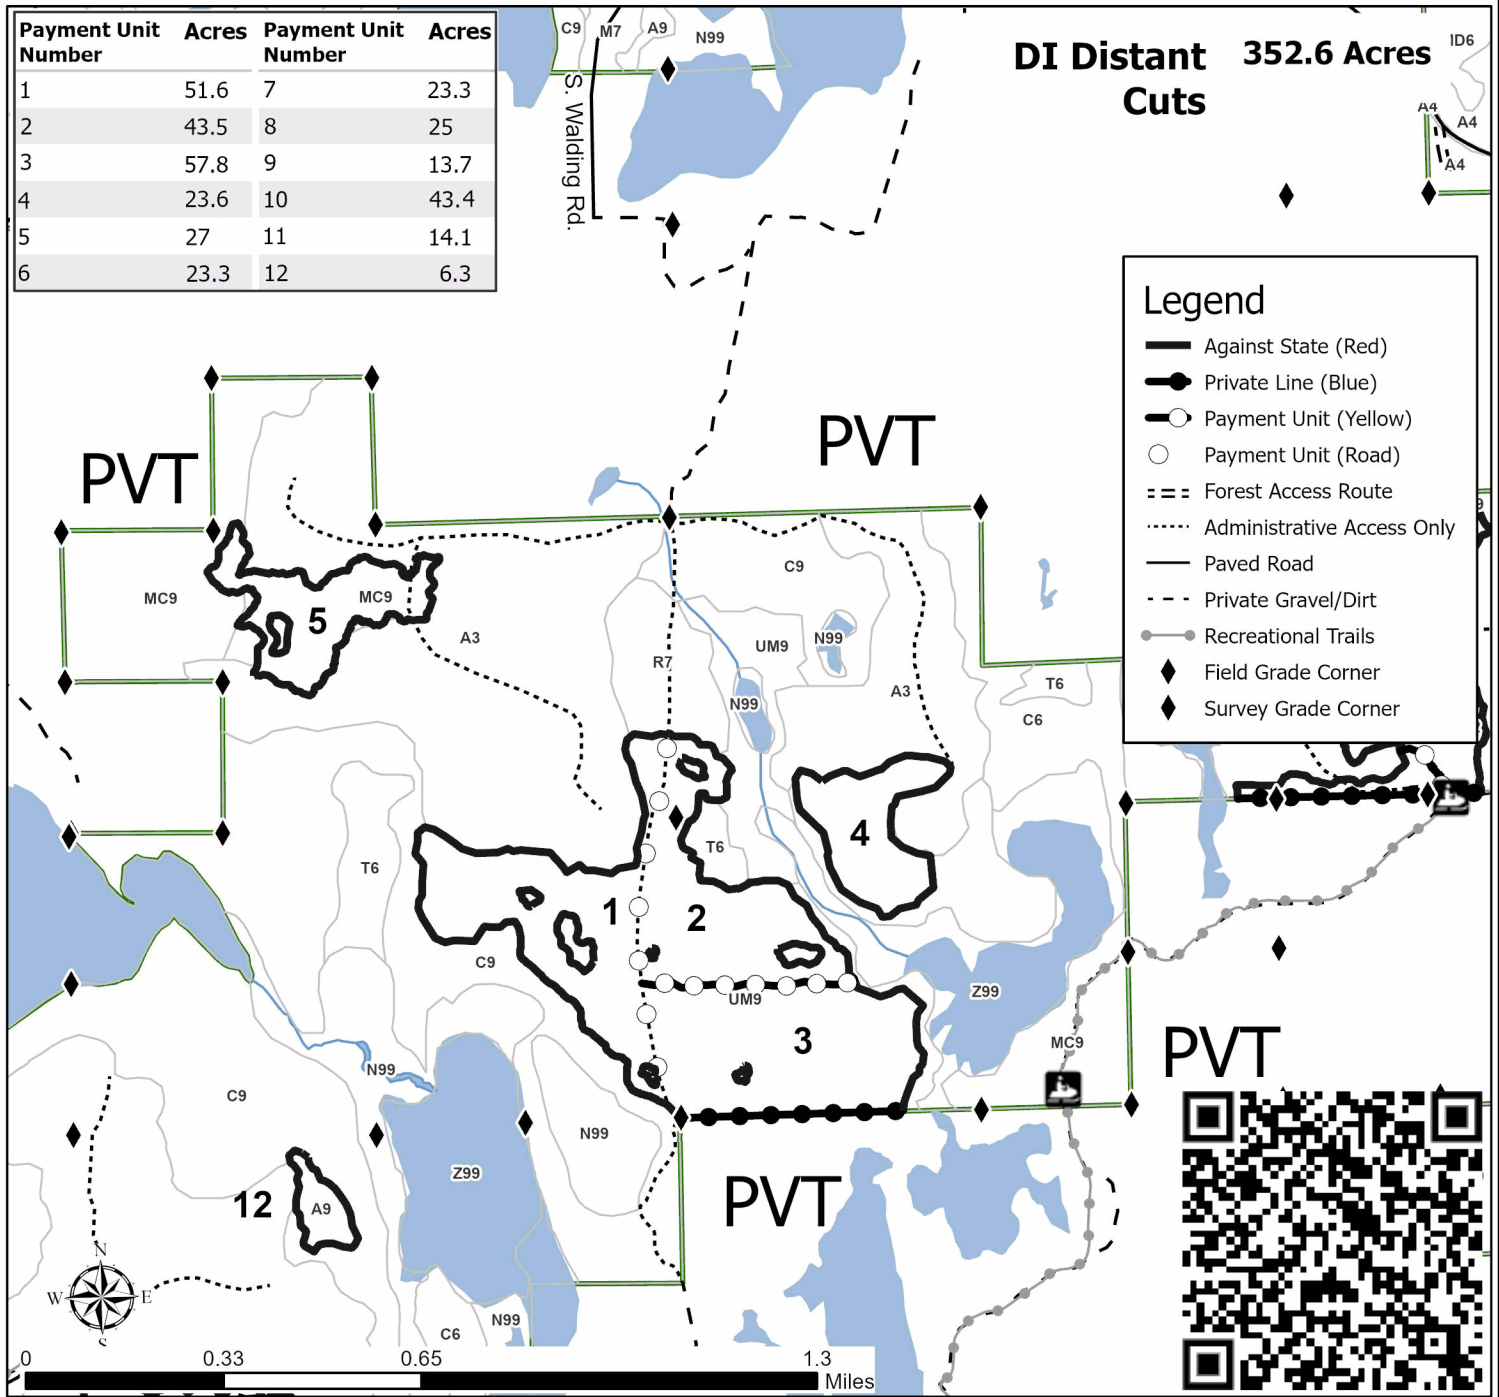 Payment Unit Number Acres Payment Unit Number Acres
1 51.6 7 23.3
2 43.5 8 25
3 57.8 9 13.7
4 23.6 10 43.4
5 27 11 14.1
6 23.3 12 6.3
C9 M7 A9 N99
S. Walding Rd.
DI Distant Cuts 352.6 Acres
A4 A4
A4
Legend
Against State (Red)
Private Line (Blue)
Payment Unit (Yellow)
Payment Unit (Road)
Forest Access Route
Administrative Access Only
Paved Road
Private Gravel/Dirt
Recreational Trails
Field Grade Corner
Survey Grade Corner
PVT
PVT
MC9 MC9 5 A3
C9
UM9 N99
R7
N99 A3
T6
C6
T6 T6 4
1 2
C9
UM9
Z99
3
MC9
PVT
N99
C9
N99
Z99
12 A9
PVT
N
W E
S
C6 N99
0 0.33 0.65 1.3
Miles